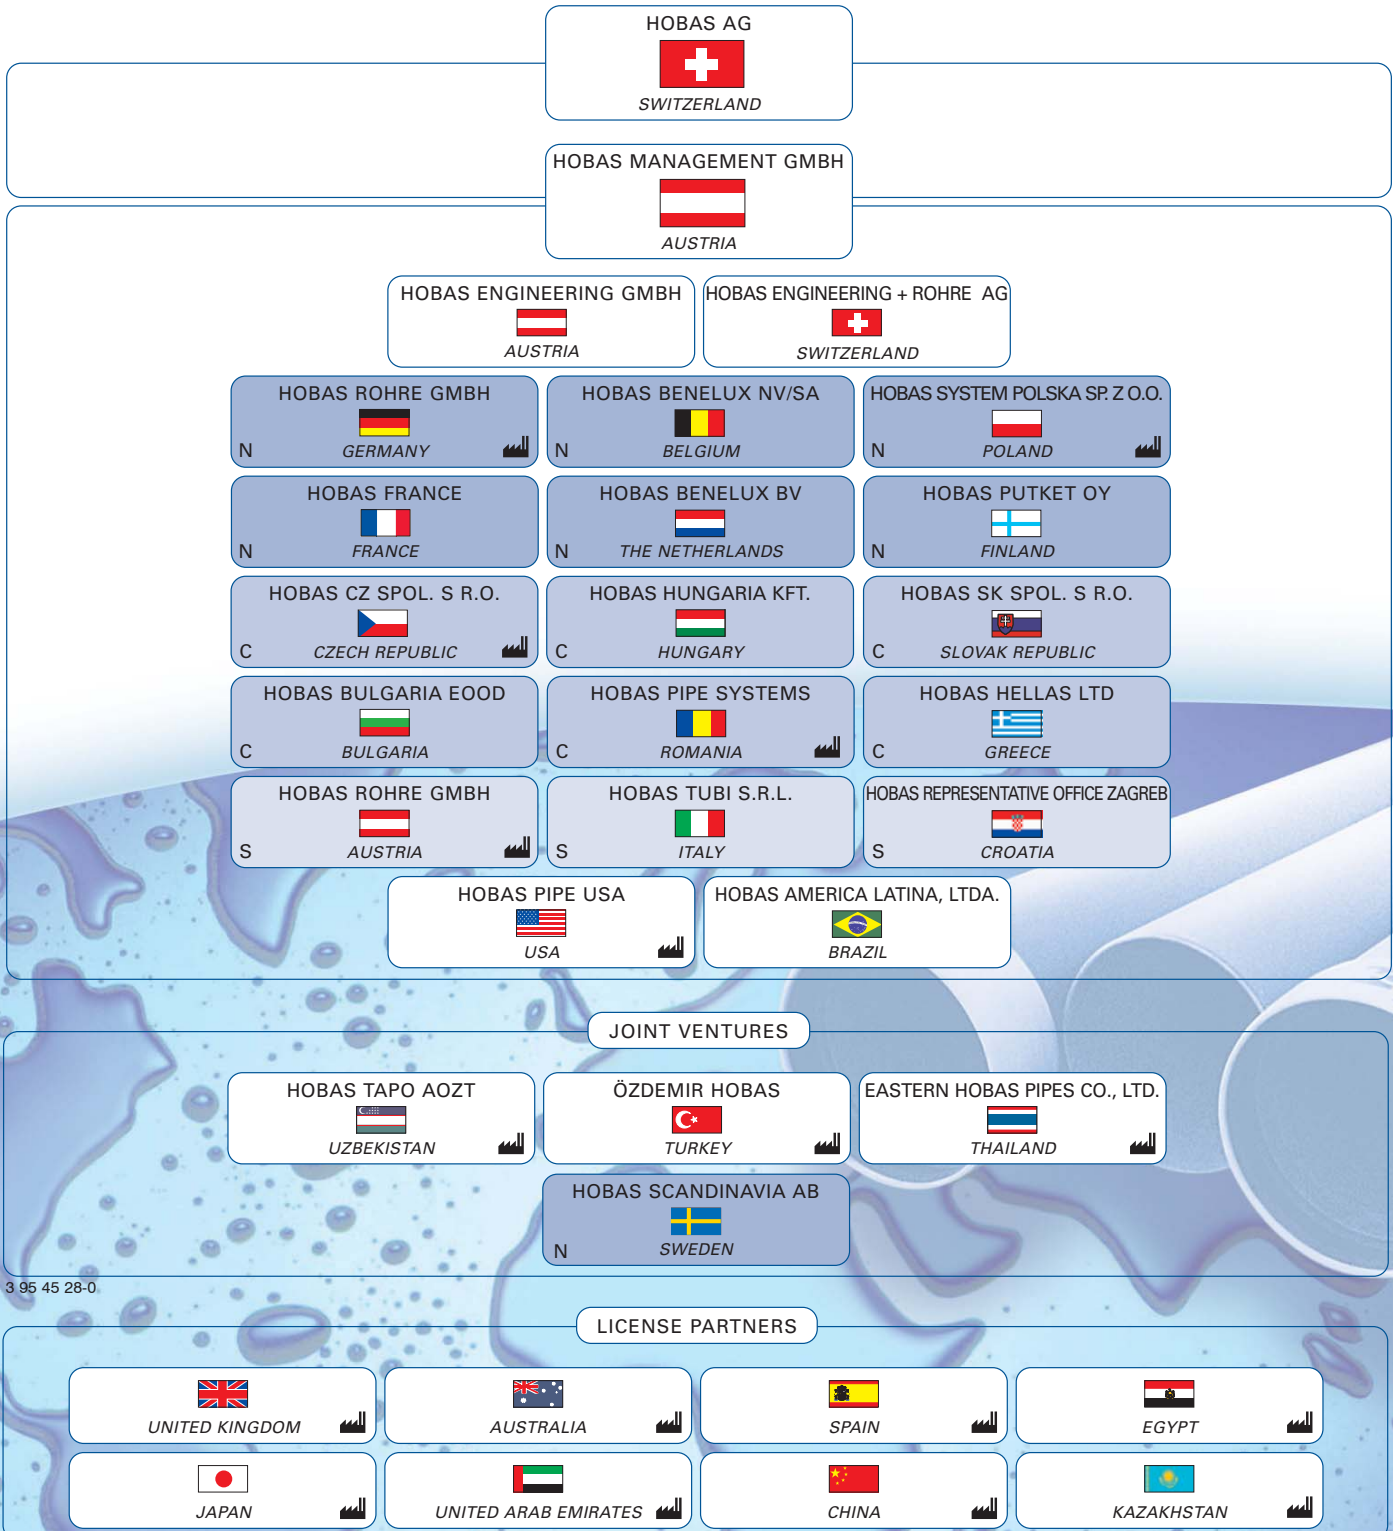 HOBAS AG
SWITZERLAND
HOBAS MANAGEMENT GMBH
AUSTRIA
HOBAS ENGINEERING GMBH
AUSTRIA
HOBAS ENGINEERING + ROHRE AG
SWITZERLAND
HOBAS ROHRE GMBH
N GERMANY
HOBAS BENELUX NV/SA
N BELGIUM
HOBAS SYSTEM POLSKA SP. Z O.O.
N POLAND
HOBAS FRANCE
N FRANCE
HOBAS BENELUX BV
N THE NETHERLANDS
HOBAS PUTKET OY
N FINLAND
HOBAS CZ SPOL. S R.O.
C CZECH REPUBLIC
HOBAS HUNGARIA KFT.
C HUNGARY
HOBAS SK SPOL. S R.O.
C SLOVAK REPUBLIC
HOBAS BULGARIA EOOD
C BULGARIA
HOBAS PIPE SYSTEMS
C ROMANIA
HOBAS HELLAS LTD
C GREECE
HOBAS ROHRE GMBH
S AUSTRIA
HOBAS TUBI S.R.L.
S ITALY
HOBAS REPRESENTATIVE OFFICE ZAGREB
S CROATIA
HOBAS PIPE USA
USA
HOBAS AMERICA LATINA, LTDA.
BRAZIL
JOINT VENTURES
HOBAS TAPO AOZT
UZBEKISTAN
ÖZDEMIR HOBAS
TURKEY
EASTERN HOBAS PIPES CO., LTD.
THAILAND
HOBAS SCANDINAVIA AB
N SWEDEN
3 95 45 28-0
LICENSE PARTNERS
UNITED KINGDOM
AUSTRALIA
SPAIN
EGYPT
JAPAN
UNITED ARAB EMIRATES
CHINA
KAZAKHSTAN